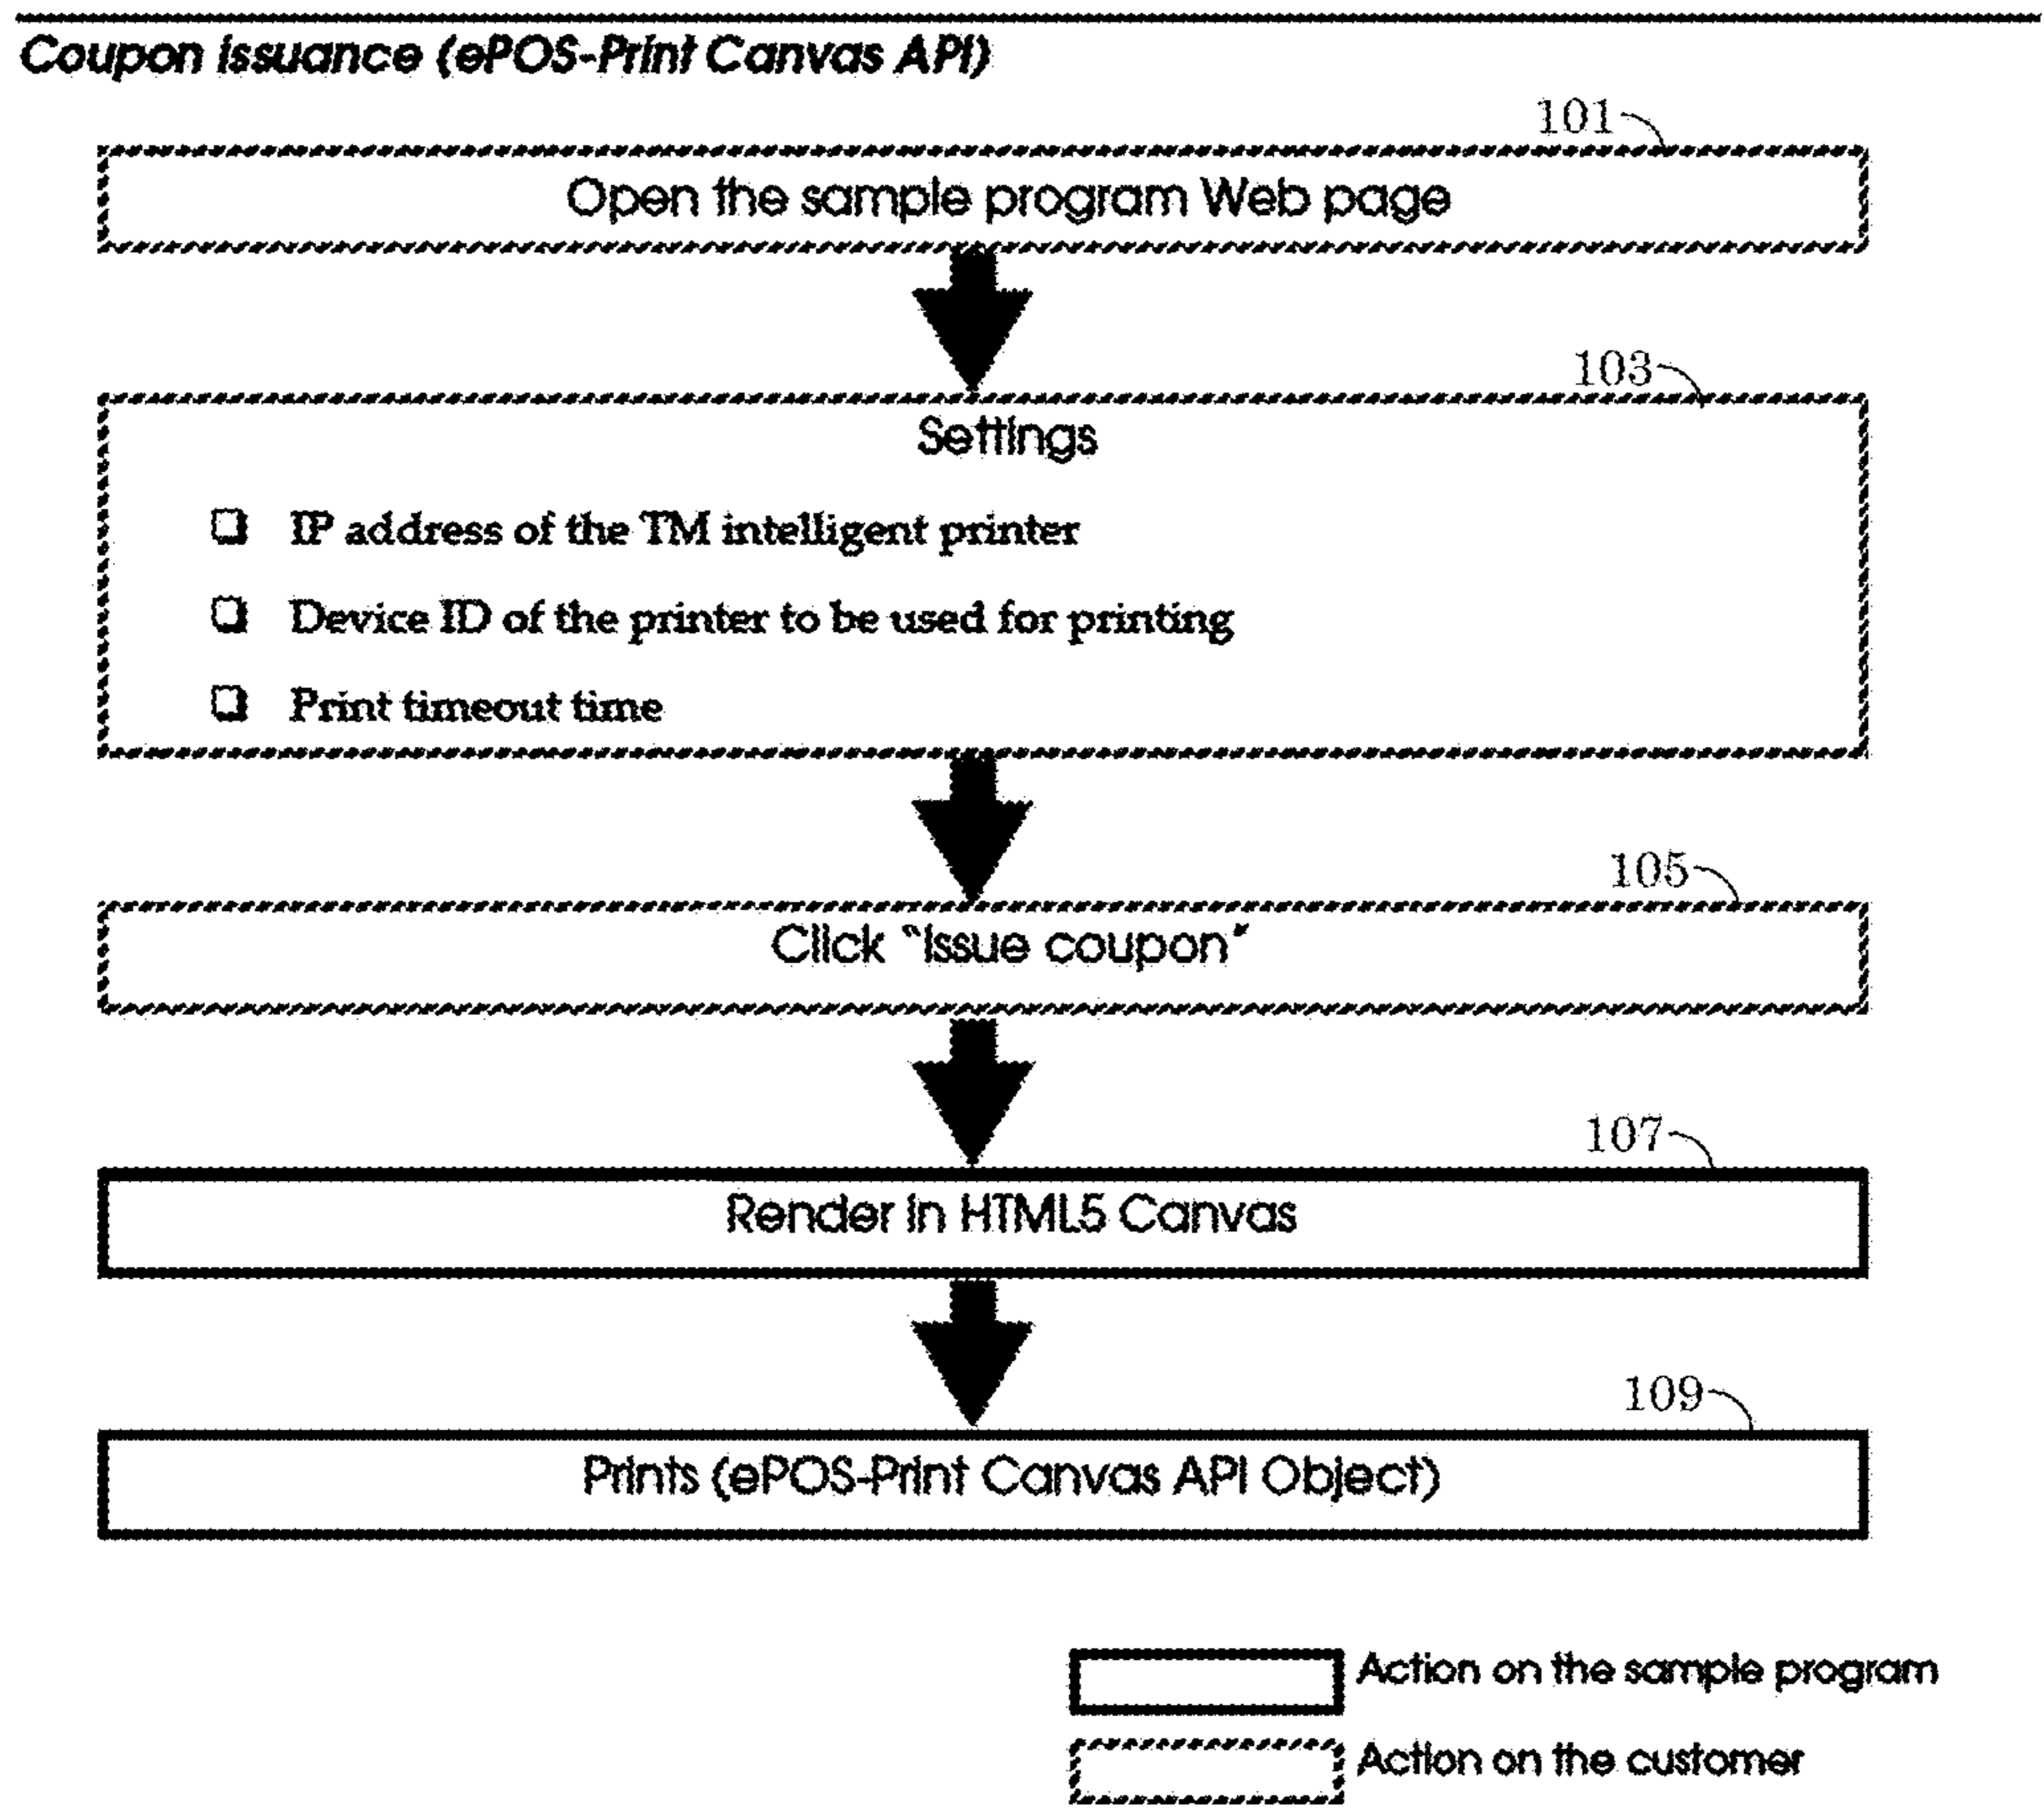 Coupon Issuance (ePOS-Print Canvas API)
101
Open the sample program Web page
103
Settings
❏ IP address of the TM intelligent printer
❏ Device ID of the printer to be used for printing
❏ Print timeout time
105
Click "Issue coupon"
107
Render in HTML5 Canvas
109
Prints (ePOS-Print Canvas API Object)
Action on the sample program
Action on the customer